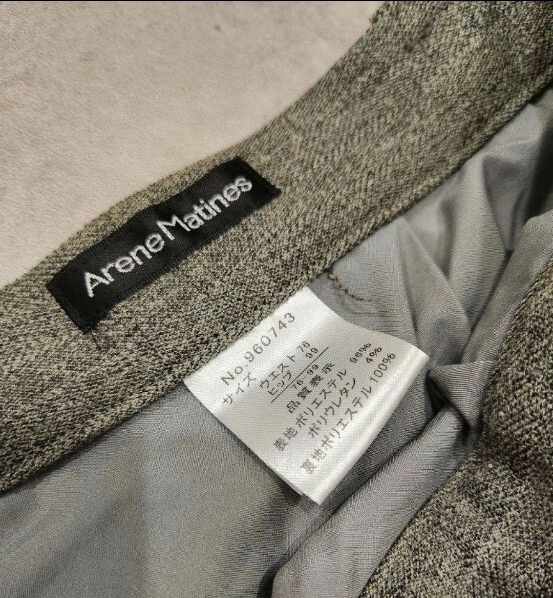 Arene Matines
No.960743
サイズ ウエスト76
ヒップ 99
76-99
品質表示
表地 ポリエステル 96%
ポリウレタン 4%
裏地 ポリエステル 100%